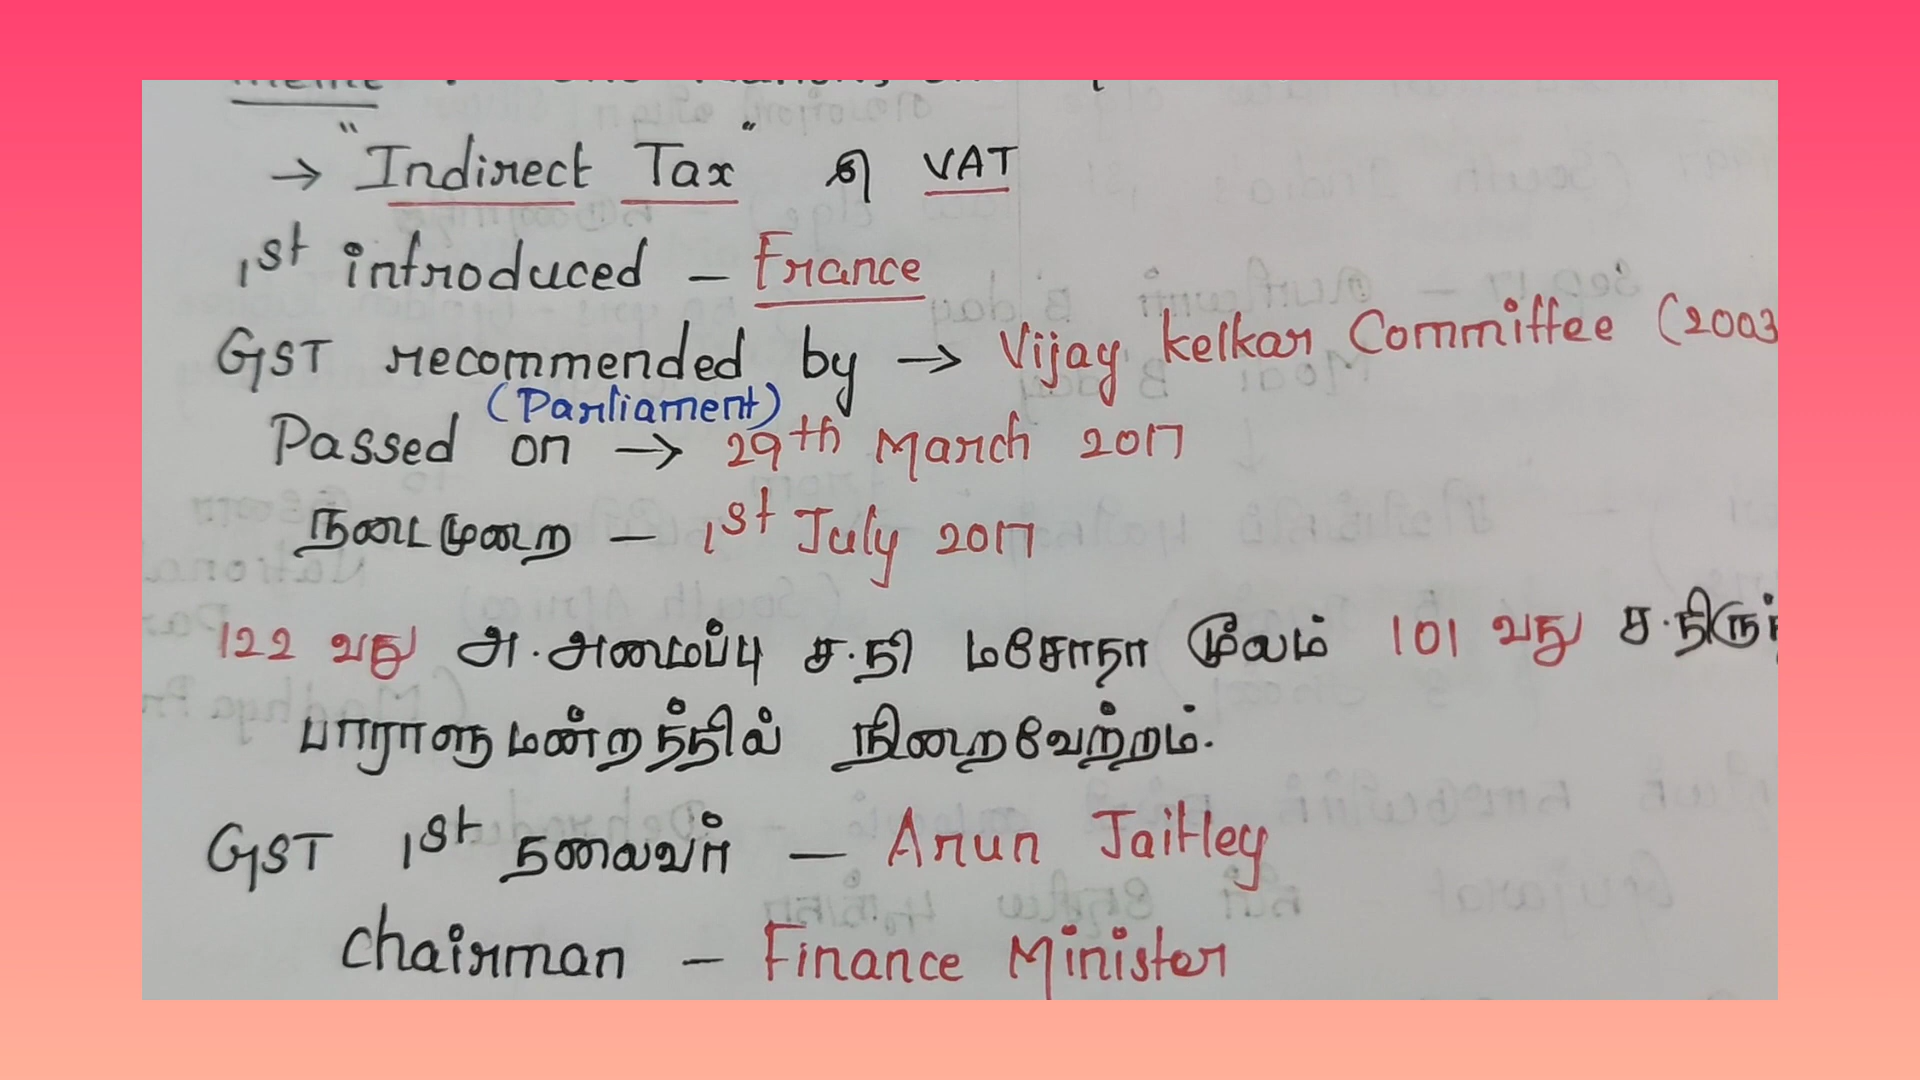 → "Indirect Tax" கு VAT
1st introduced – France
GST recommended by → Vijay Kelkar Committee (2003
(Parliament)
Passed on → 29th March 2017
நடைமுறை – 1st July 2017
122 வது அ.அமைப்பு ச.தி மசோதா மூலம் 101 வது ச.திருத்
பாராளுமன்றத்தில் நிறைவேற்றம்.
GST 1st தலைவர் – Arun Jaitley
Chairman – Finance Minister